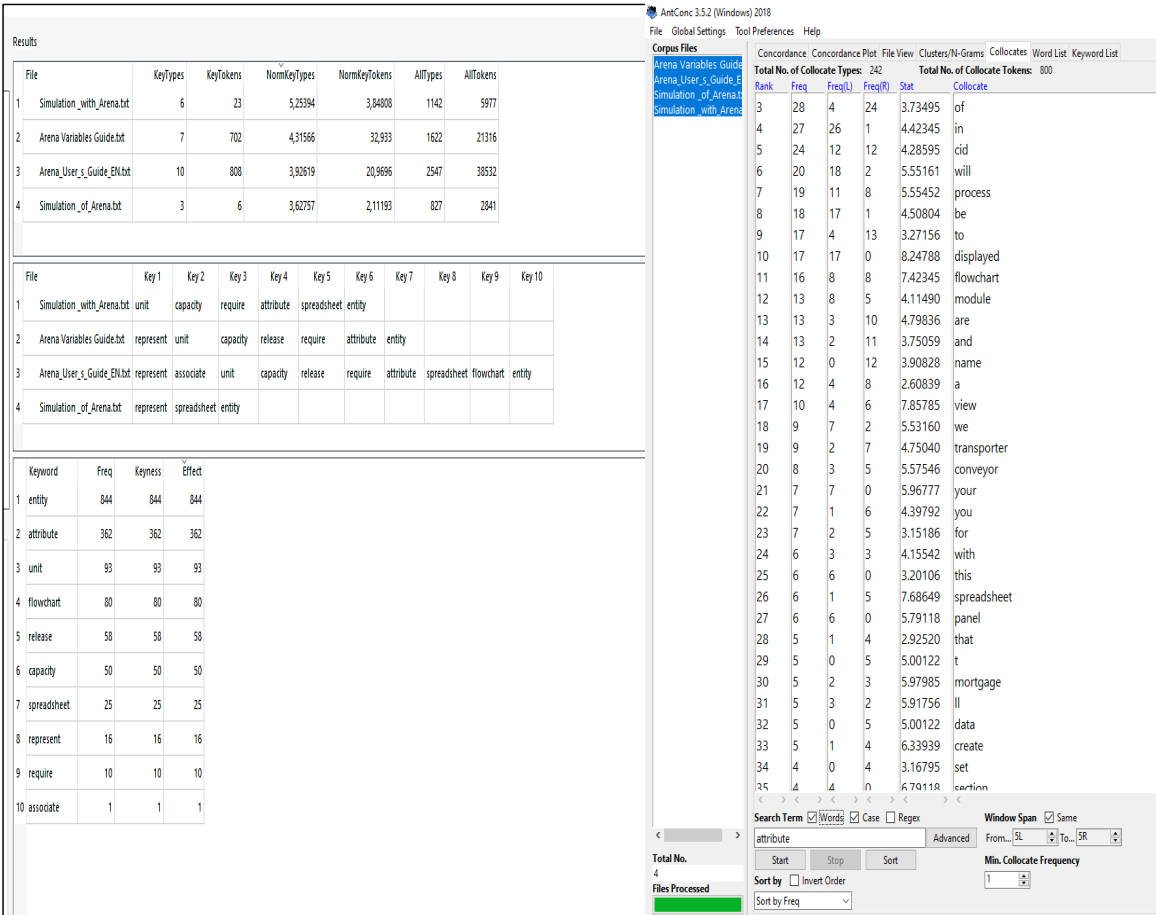 Results
File KeyTypes KeyTokens NormKeyTypes NormKeyTokens AllTypes AllTokens
1 Simulation _with_Arena.txt 6 23 5,25394 3,84808 1142 5977
2 Arena Variables Guide.txt 7 702 4,31566 32,933 1622 21316
3 Arena_User_s_Guide_EN.txt 10 808 3,92619 20,9696 2547 38532
4 Simulation _of_Arena.txt 3 6 3,62757 2,11193 827 2841
File Key 1 Key 2 Key 3 Key 4 Key 5 Key 6 Key 7 Key 8 Key 9 Key 10
1 Simulation _with_Arena.txt unit capacity require attribute spreadsheet entity
2 Arena Variables Guide.txt represent unit capacity release require attribute entity
3 Arena_User_s_Guide_EN.txt represent associate unit capacity release require attribute spreadsheet flowchart entity
4 Simulation _of_Arena.txt represent spreadsheet entity
Keyword Freq Keyness Effect
1 entity 844 844 844
2 attribute 362 362 362
3 unit 93 93 93
4 flowchart 80 80 80
5 release 58 58 58
6 capacity 50 50 50
7 spreadsheet 25 25 25
8 represent 16 16 16
9 require 10 10 10
10 associate 1 1 1
AntConc 3.5.2 (Windows) 2018
File Global Settings Tool Preferences Help
Corpus Files
Arena Variables Guide
Arena_User_s_Guide_E
Simulation _of_Arena.t
Simulation _with_Arena
Concordance Concordance Plot File View Clusters/N-Grams Collocates Word List Keyword List
Total No. of Collocate Types: 242 Total No. of Collocate Tokens: 800
Rank Freq Freq(L) Freq(R) Stat Collocate
3 28 4 24 3.73495 of
4 27 26 1 4.42345 in
5 24 12 12 4.28595 cid
6 20 18 2 5.55161 will
7 19 11 8 5.55452 process
8 18 17 1 4.50804 be
9 17 4 13 3.27156 to
10 17 17 0 8.24788 displayed
11 16 8 8 7.42345 flowchart
12 13 8 5 4.11490 module
13 13 3 10 4.79836 are
14 13 2 11 3.75059 and
15 12 0 12 3.90828 name
16 12 4 8 2.60839 a
17 10 4 6 7.85785 view
18 9 7 2 5.53160 we
19 9 2 7 4.75040 transporter
20 8 3 5 5.57546 conveyor
21 7 7 0 5.96777 your
22 7 1 6 4.39792 you
23 7 2 5 3.15186 for
24 6 3 3 4.15542 with
25 6 6 0 3.20106 this
26 6 1 5 7.68649 spreadsheet
27 6 6 0 5.79118 panel
28 5 1 4 2.92520 that
29 5 0 5 5.00122 t
30 5 2 3 5.97985 mortgage
31 5 3 2 5.91756 ll
32 5 0 5 5.00122 data
33 5 1 4 6.33939 create
34 4 0 4 3.16795 set
35 4 4 0 6.79118 section
Search Term Words Case Regex Window Span Same
attribute Advanced From... 5L To... 5R
Start Stop Sort Min. Collocate Frequency
Sort by Invert Order 1
Sort by Freq
Total No.
4
Files Processed